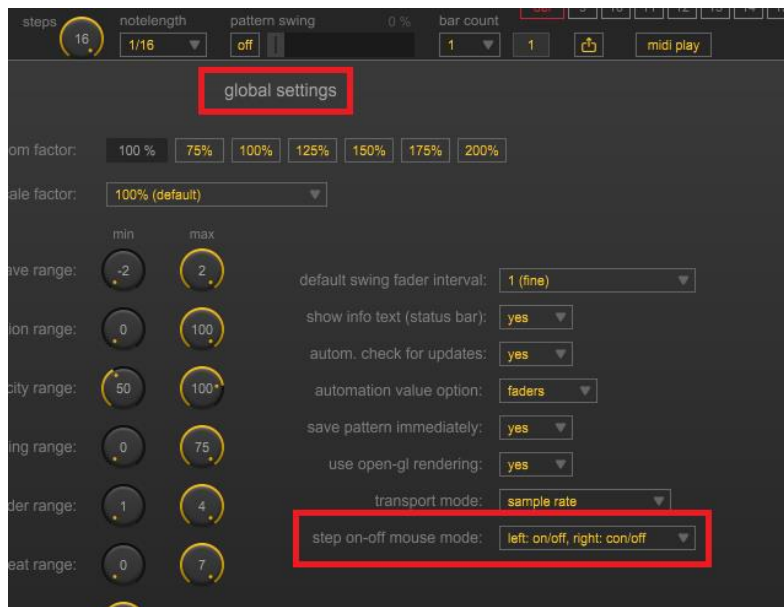 steps notelength pattern swing 0 % bar count
16 1/16 off 1 1 midi play
global settings
om factor: 100 % 75% 100% 125% 150% 175% 200%
ale factor: 100% (default)
min max
ave range: -2 2
default swing fader interval: 1 (fine)
show info text (status bar): yes
ion range: 0 100
autom. check for updates: yes
city range: 50 100
automation value option: faders
save pattern immediately: yes
ing range: 0 75
use open-gl rendering: yes
der range: 1 4
transport mode: sample rate
step on-off mouse mode: left: on/off, right: con/off
eat range: 0 7